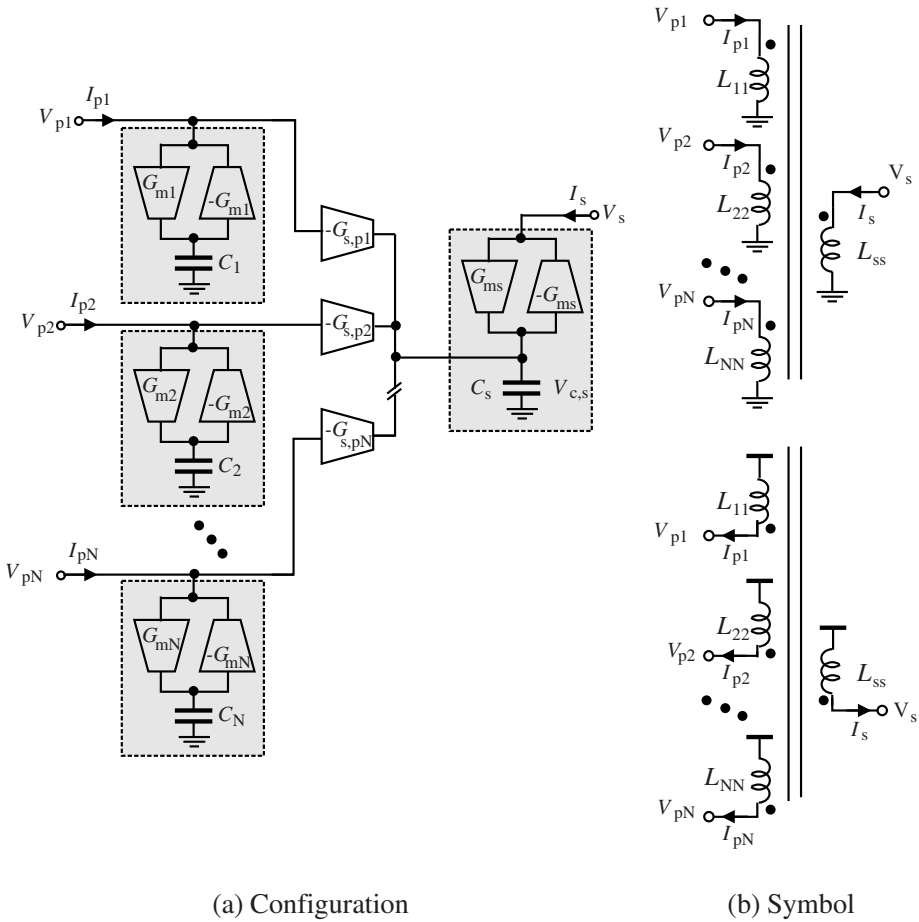 V_p1
I_p1
G_m1
-G_m1
C_1
-G_s,p1
V_p2
I_p2
G_m2
-G_m2
C_2
-G_s,p2
V_pN
I_pN
G_mN
-G_mN
C_N
-G_s,pN
I_s
V_s
G_ms
-G_ms
C_s
V_c,s
(a) Configuration
V_p1
I_p1
L_11
V_p2
I_p2
L_22
V_pN
I_pN
L_NN
V_s
I_s
L_ss
L_11
V_p1
I_p1
L_22
V_p2
I_p2
L_NN
V_pN
I_pN
L_ss
V_s
I_s
(b) Symbol